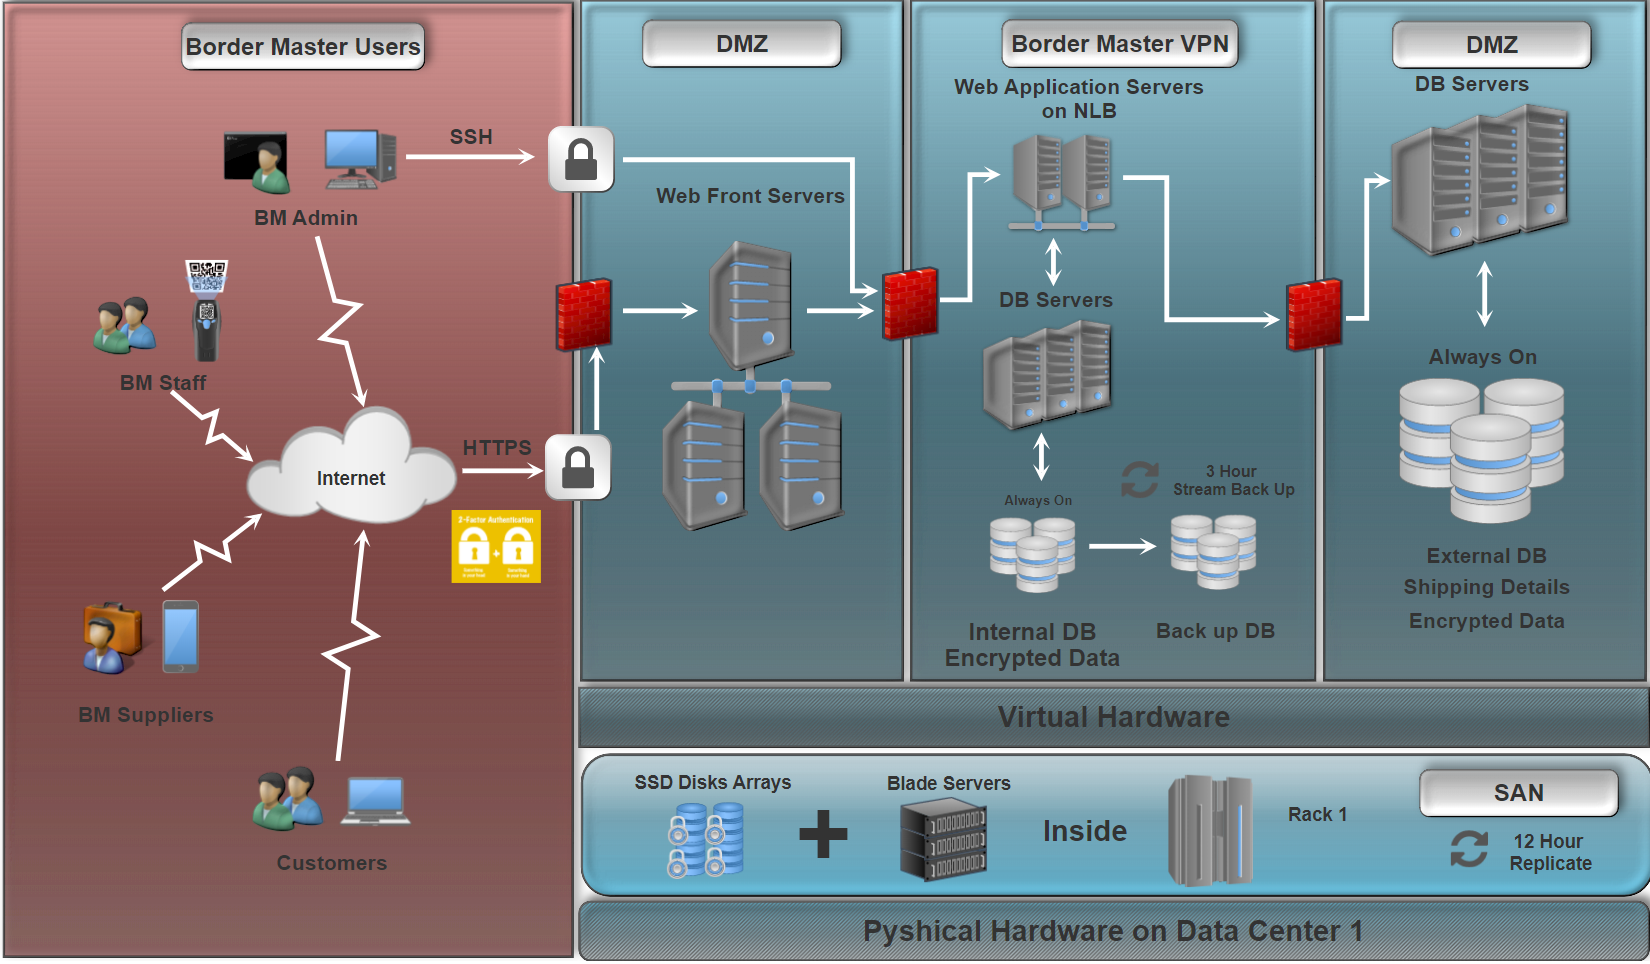 Border Master Users
DMZ
Border Master VPN
DMZ
Web Application Servers
on NLB
DB Servers
SSH
Web Front Servers
BM Admin
DB Servers
Always On
BM Staff
HTTPS
Internet
3 Hour
Stream Back Up
Always On
2-Factor Authentication
External DB
Shipping Details
Encrypted Data
Internal DB
Encrypted Data
Back up DB
BM Suppliers
Virtual Hardware
SSD Disks Arrays
Blade Servers
Inside
Rack 1
SAN
12 Hour
Replicate
Customers
Pyshical Hardware on Data Center 1